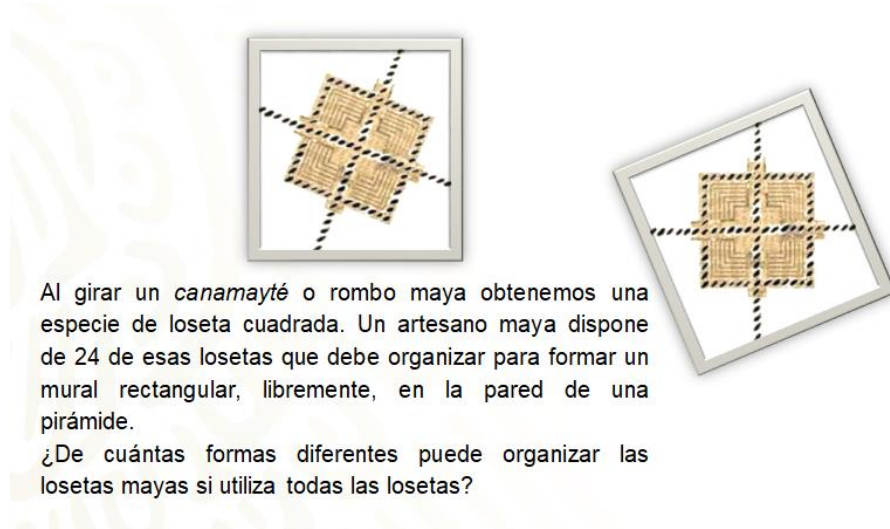 Al girar un canamayté o rombo maya obtenemos una
especie de loseta cuadrada. Un artesano maya dispone
de 24 de esas losetas que debe organizar para formar un
mural rectangular, libremente, en la pared de una
pirámide.
¿De cuántas formas diferentes puede organizar las
losetas mayas si utiliza todas las losetas?